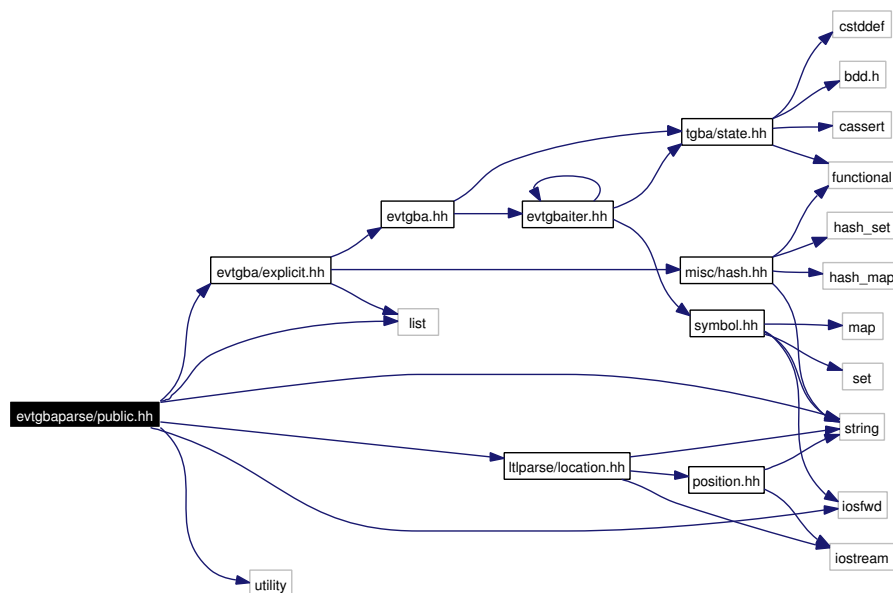 cstddef
bdd.h
cassert
tgba/state.hh
functional
evtgba.hh
evtgbaiter.hh
hash_set
evtgba/explicit.hh
misc/hash.hh
hash_map
list
symbol.hh
map
set
evtgbaparse/public.hh
string
ltlparse/location.hh
position.hh
iosfwd
iostream
utility